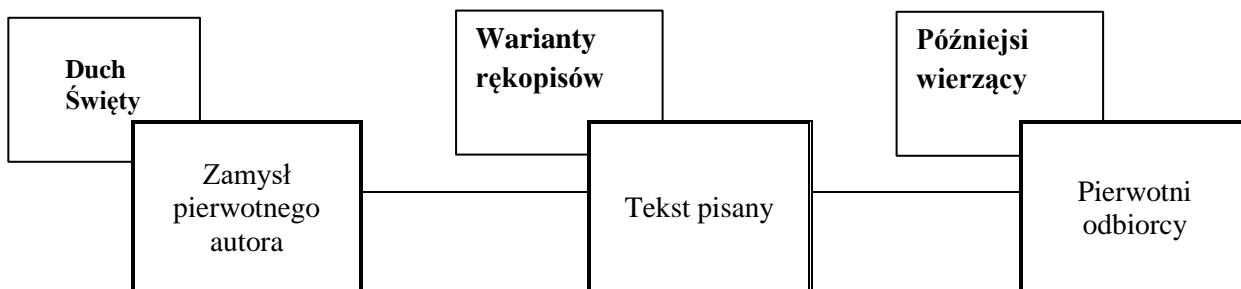 Duch
Święty
Zamysł
pierwotnego
autora
Warianty
rękopisów
Tekst pisany
Późniejsi
wierzący
Pierwotni
odbiorcy